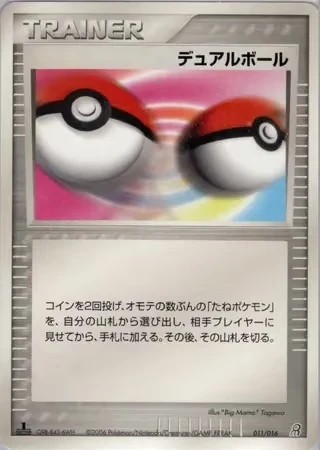 TRAINER
デュアルボール
コインを2回投げ、オモテの数ぶんの「たねポケモン」
を、自分の山札から選び出し、相手プレイヤーに
見せてから、手札に加える。その後、その山札を切る。
illus."Big Mama" Tagawa
1
©2006 Pokémon/Nintendo/Creatures/GAME FREAK
011/016